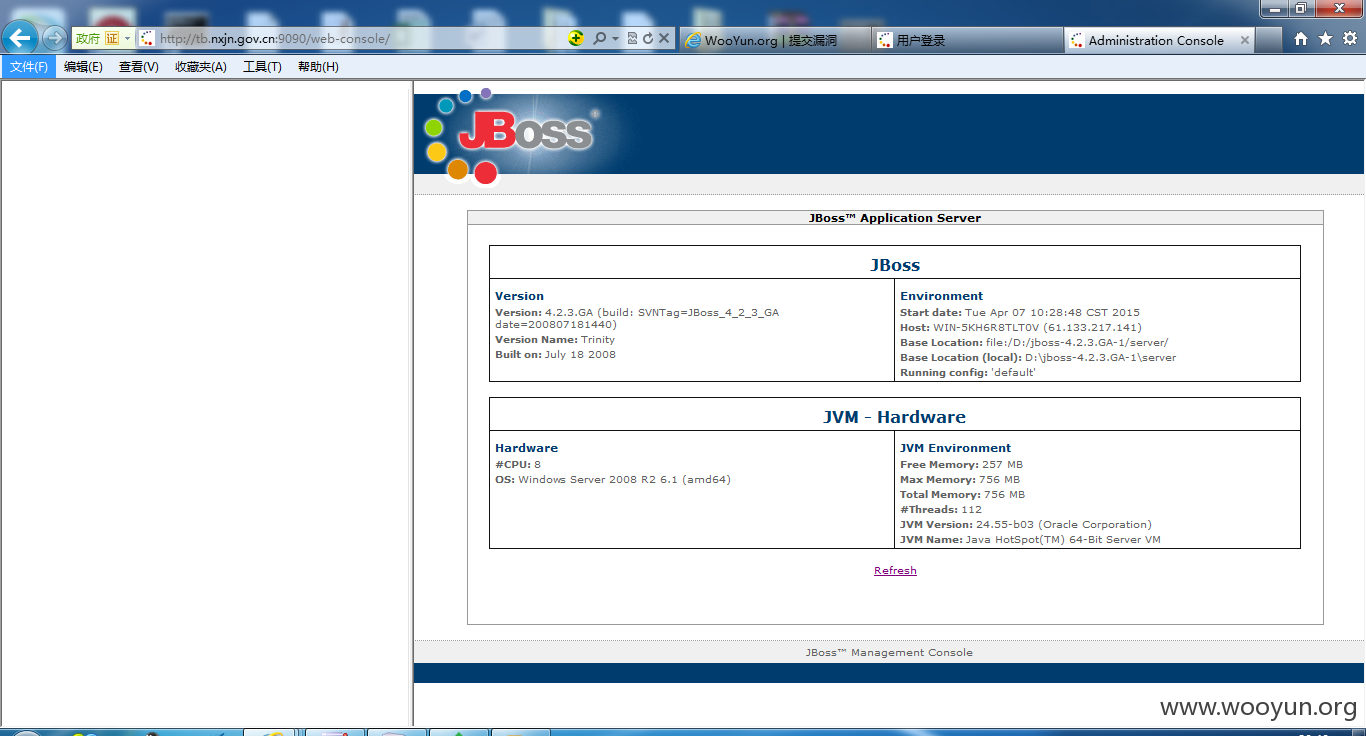 政府 证 http://tb.nxjn.gov.cn:9090/web-console/ WooYun.org | 提交漏洞 用户登录 Administration Console
文件(F) 编辑(E) 查看(V) 收藏夹(A) 工具(T) 帮助(H)
JBoss®
JBoss™ Application Server
JBoss
Version
Version: 4.2.3.GA (build: SVNTag=JBoss_4_2_3_GA
date=200807181440)
Version Name: Trinity
Built on: July 18 2008
Environment
Start date: Tue Apr 07 10:28:48 CST 2015
Host: WIN-5KH6R8TLT0V (61.133.217.141)
Base Location: file:/D:/jboss-4.2.3.GA-1/server/
Base Location (local): D:\jboss-4.2.3.GA-1\server
Running config: 'default'
JVM - Hardware
Hardware
#CPU: 8
OS: Windows Server 2008 R2 6.1 (amd64)
JVM Environment
Free Memory: 257 MB
Max Memory: 756 MB
Total Memory: 756 MB
#Threads: 112
JVM Version: 24.55-b03 (Oracle Corporation)
JVM Name: Java HotSpot(TM) 64-Bit Server VM
Refresh
JBoss™ Management Console
www.wooyun.org